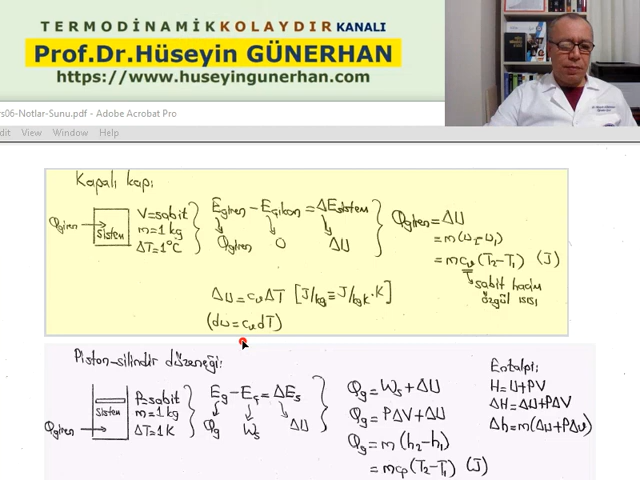 TERMODİNAMİKKOLAYDIR KANALI
Prof.Dr.Hüseyin GÜNERHAN
https://www.huseyingunerhan.com
rs06-Notlar-Sunu.pdf - Adobe Acrobat Pro
dit View Window Help
Kapalı kap:
Qgiren
Sistem
V=sabit
m=1 kg
ΔT=1°C
Egiren - Eçıkan = ΔEsistem
Qgiren 0 ΔU
Qgiren = ΔU
= m(u₂-u₁)
= mcv(T₂-T₁) (J)
sabit hacim
özgül ısısı
Δu = cvΔT [J/kg ≡ J/kgK.K]
(du = cvdT)
Piston-silindir düzeneği:
Qgiren
Sistem
P=sabit
m=1 kg
ΔT=1 K
Eg - Eç = ΔEs
Qg Ws ΔU
Qg = Ws + ΔU
Qg = PΔV + ΔU
Qg = m(h₂-h₁)
= mcp(T₂-T₁) (J)
Entalpi:
H = U + PV
ΔH = ΔU + PΔV
Δh = m(Δu + PΔv)